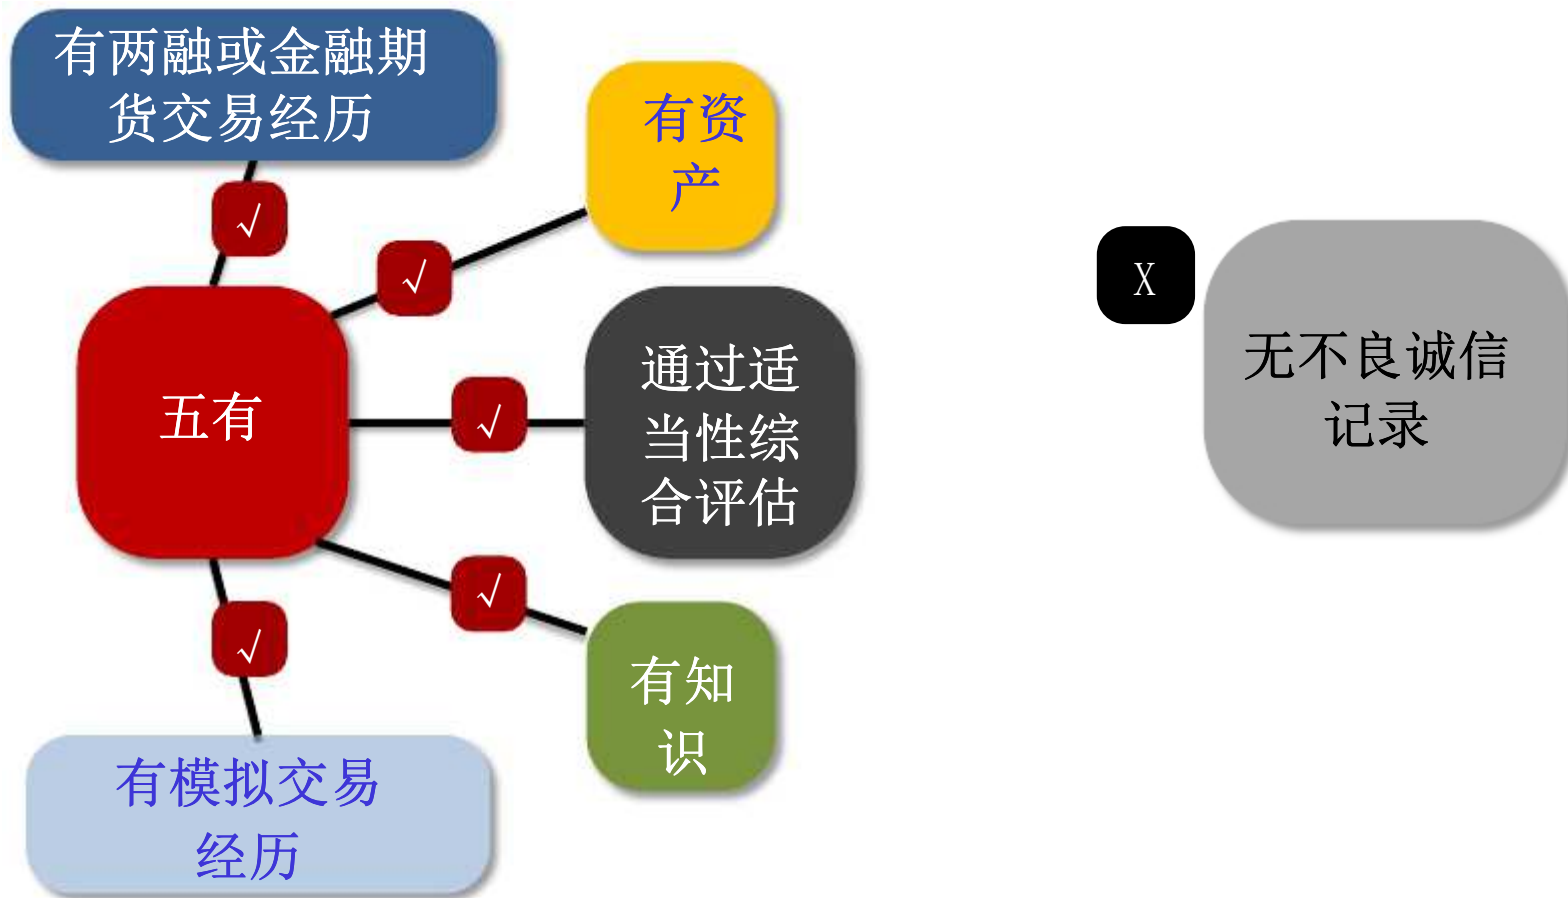 有两融或金融期
货交易经历
有资
产
√
√
X
五有
√
通过适
当性综
合评估
无不良诚信
记录
√
√
有知
识
有模拟交易
经历